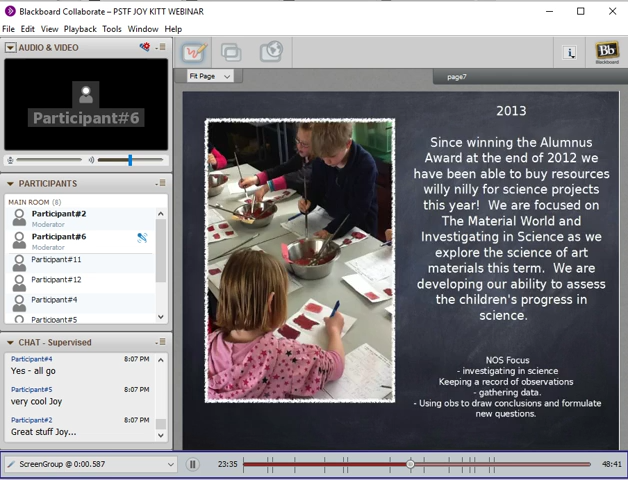 Blackboard Collaborate – PSTF JOY KITT WEBINAR
File Edit View Playback Tools Window Help
AUDIO & VIDEO
Participant#6
PARTICIPANTS
MAIN ROOM (8)
Participant#2
Moderator
Participant#6
Moderator
Participant#11
Participant#12
Participant#4
Participant#5
CHAT - Supervised
Participant#4 8:07 PM
Yes - all go
Participant#5 8:07 PM
very cool Joy
Participant#2 8:07 PM
Great stuff Joy...
Fit Page
page7
i
Bb
Blackboard
2013
Since winning the Alumnus
Award at the end of 2012 we
have been able to buy resources
willy nilly for science projects
this year! We are focused on
The Material World and
Investigating in Science as we
explore the science of art
materials this term. We are
developing our ability to assess
the children's progress in
science.
NOS Focus
- investigating in science
Keeping a record of observations
- gathering data.
- Using obs to draw conclusions and formulate
new questions.
ScreenGroup @ 0:00.587
23:35
48:41